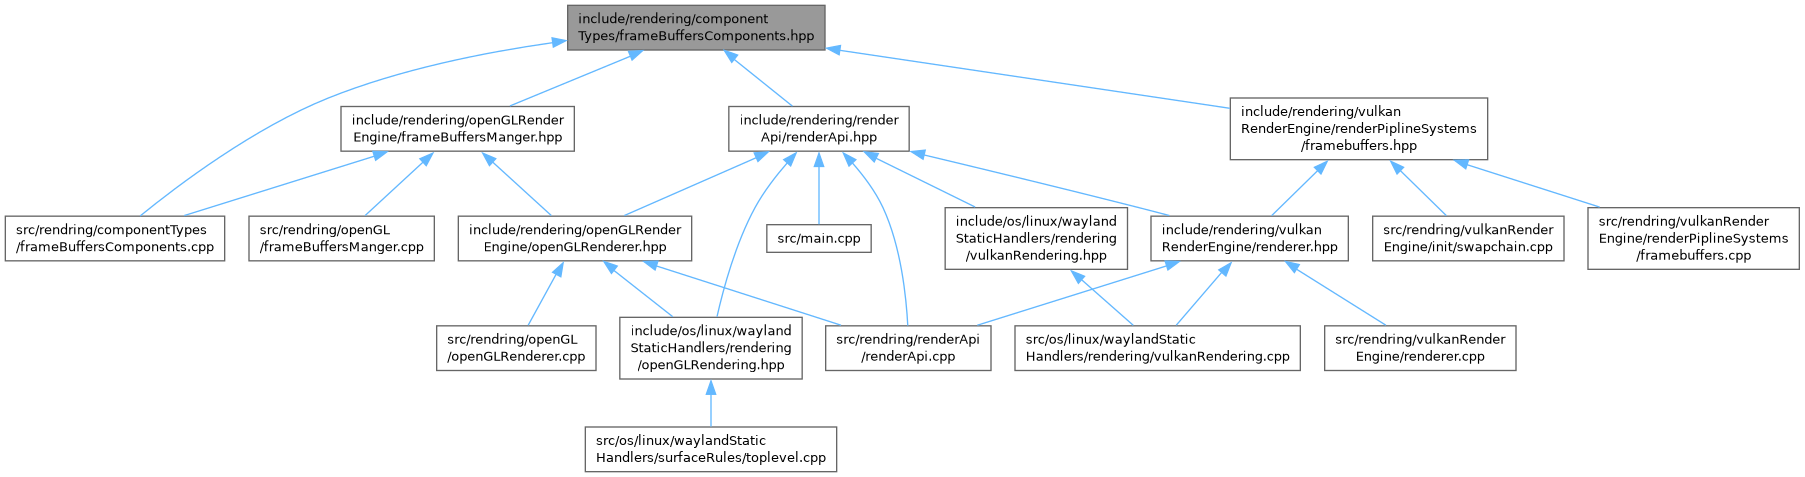 include/rendering/component
Types/frameBuffersComponents.hpp
include/rendering/openGLRender
Engine/frameBuffersManger.hpp
include/rendering/render
Api/renderApi.hpp
include/rendering/vulkan
RenderEngine/renderPiplineSystems
/framebuffers.hpp
src/rendring/componentTypes
/frameBuffersComponents.cpp
src/rendring/openGL
/frameBuffersManger.cpp
include/rendering/openGLRender
Engine/openGLRenderer.hpp
src/main.cpp
include/os/linux/wayland
StaticHandlers/rendering
/vulkanRendering.hpp
include/rendering/vulkan
RenderEngine/renderer.hpp
src/rendring/vulkanRender
Engine/init/swapchain.cpp
src/rendring/vulkanRender
Engine/renderPiplineSystems
/framebuffers.cpp
src/rendring/openGL
/openGLRenderer.cpp
include/os/linux/wayland
StaticHandlers/rendering
/openGLRendering.hpp
src/rendring/renderApi
/renderApi.cpp
src/os/linux/waylandStatic
Handlers/rendering/vulkanRendering.cpp
src/rendring/vulkanRender
Engine/renderer.cpp
src/os/linux/waylandStatic
Handlers/surfaceRules/toplevel.cpp